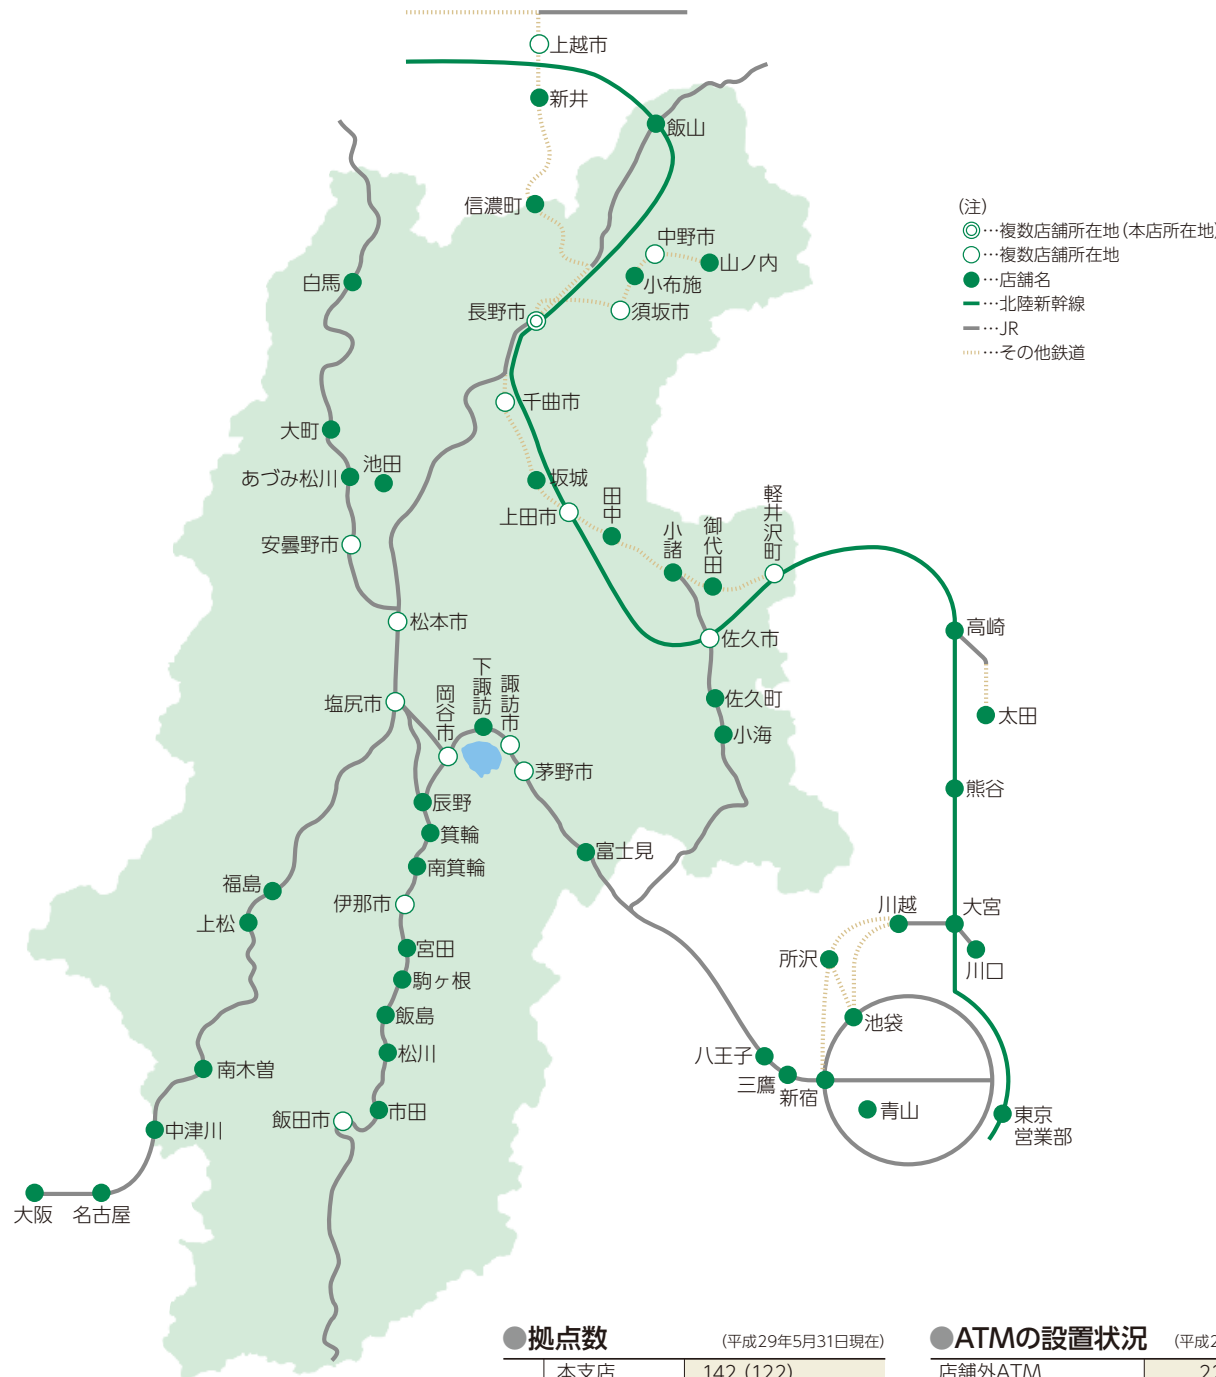 上越市
新井
飯山
信濃町
中野市
山ノ内
小布施
白馬
長野市
須坂市
(注)
…複数店舗所在地(本店所在地)
…複数店舗所在地
…店舗名
…北陸新幹線
…JR
…その他鉄道
千曲市
大町
池田
あづみ松川
坂城
田中
上田市
小諸
御代田
軽井沢町
安曇野市
松本市
佐久市
高崎
塩尻市
岡谷市
下諏訪
諏訪市
佐久町
太田
小海
茅野市
辰野
熊谷
箕輪
富士見
南箕輪
福島
伊那市
川越
大宮
上松
宮田
所沢
川口
駒ヶ根
飯島
池袋
松川
八王子
南木曽
三鷹
新宿
飯田市
市田
青山
東京
営業部
中津川
大阪
名古屋
●拠点数 (平成29年5月31日現在)
本支店 142 (122)
●ATMの設置状況 (平成2
店舗外ATM